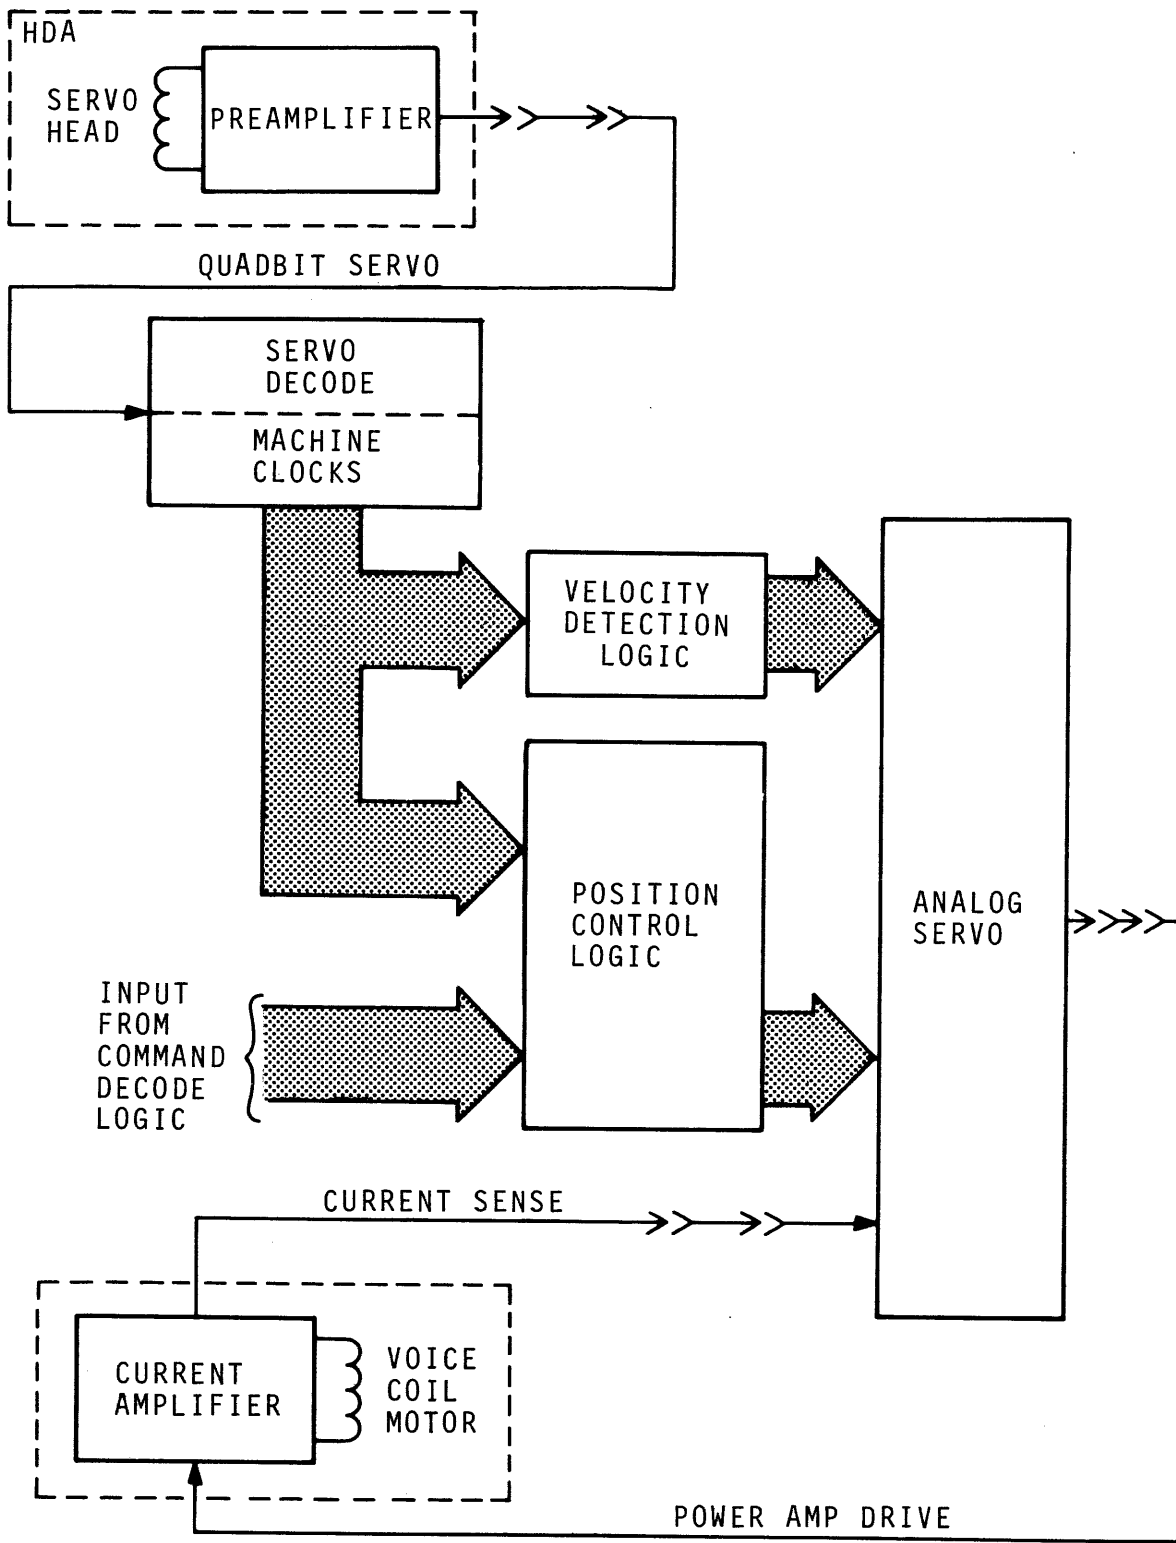 HDA
SERVO
HEAD
PREAMPLIFIER
QUADBIT SERVO
SERVO
DECODE
MACHINE
CLOCKS
VELOCITY
DETECTION
LOGIC
POSITION
CONTROL
LOGIC
ANALOG
SERVO
INPUT
FROM
COMMAND
DECODE
LOGIC
CURRENT SENSE
CURRENT
AMPLIFIER
VOICE
COIL
MOTOR
POWER AMP DRIVE